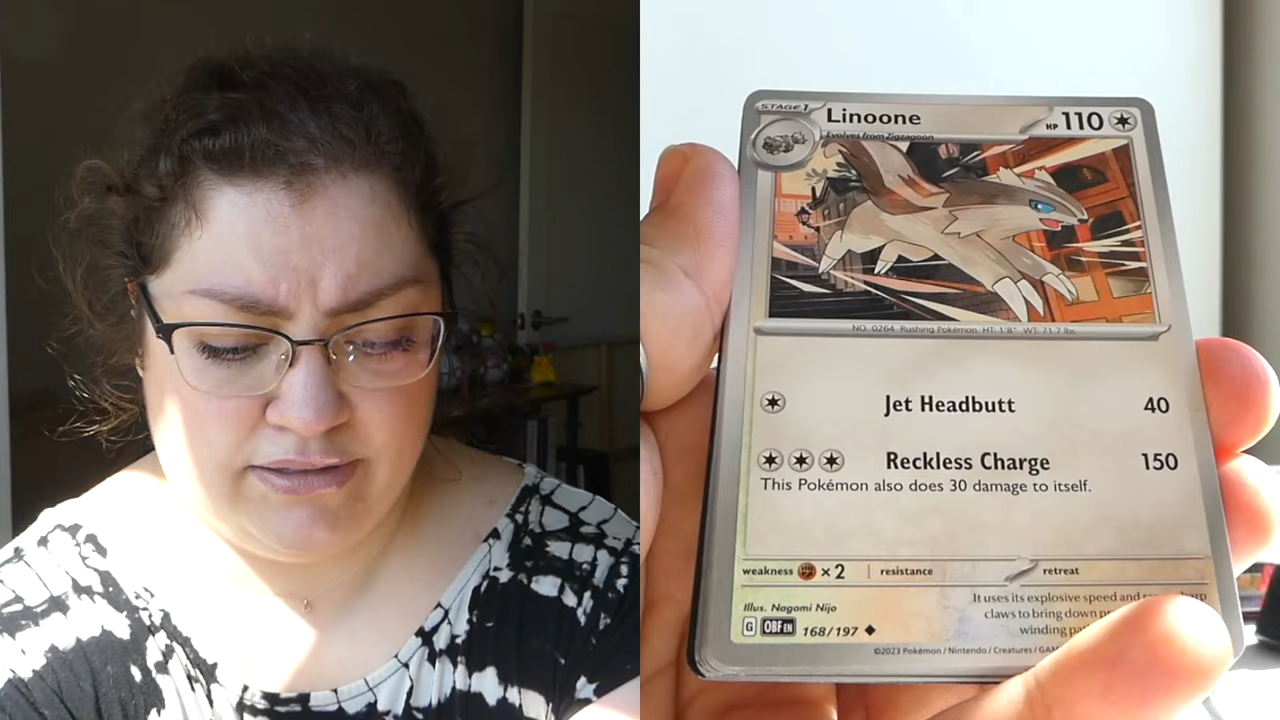 STAGE 1
Linoone
HP 110
Evolves from Zigzagoon
NO. 0264 Rushing Pokémon HT: 1'8" WT: 71.7 lbs
Jet Headbutt 40
Reckless Charge 150
This Pokémon also does 30 damage to itself.
weakness ×2 resistance retreat
It uses its explosive speed and
claws to bring down
winding
Illus. Nagomi Nijo
G OBF EN 168/197
©2023 Pokémon / Nintendo / Creatures /